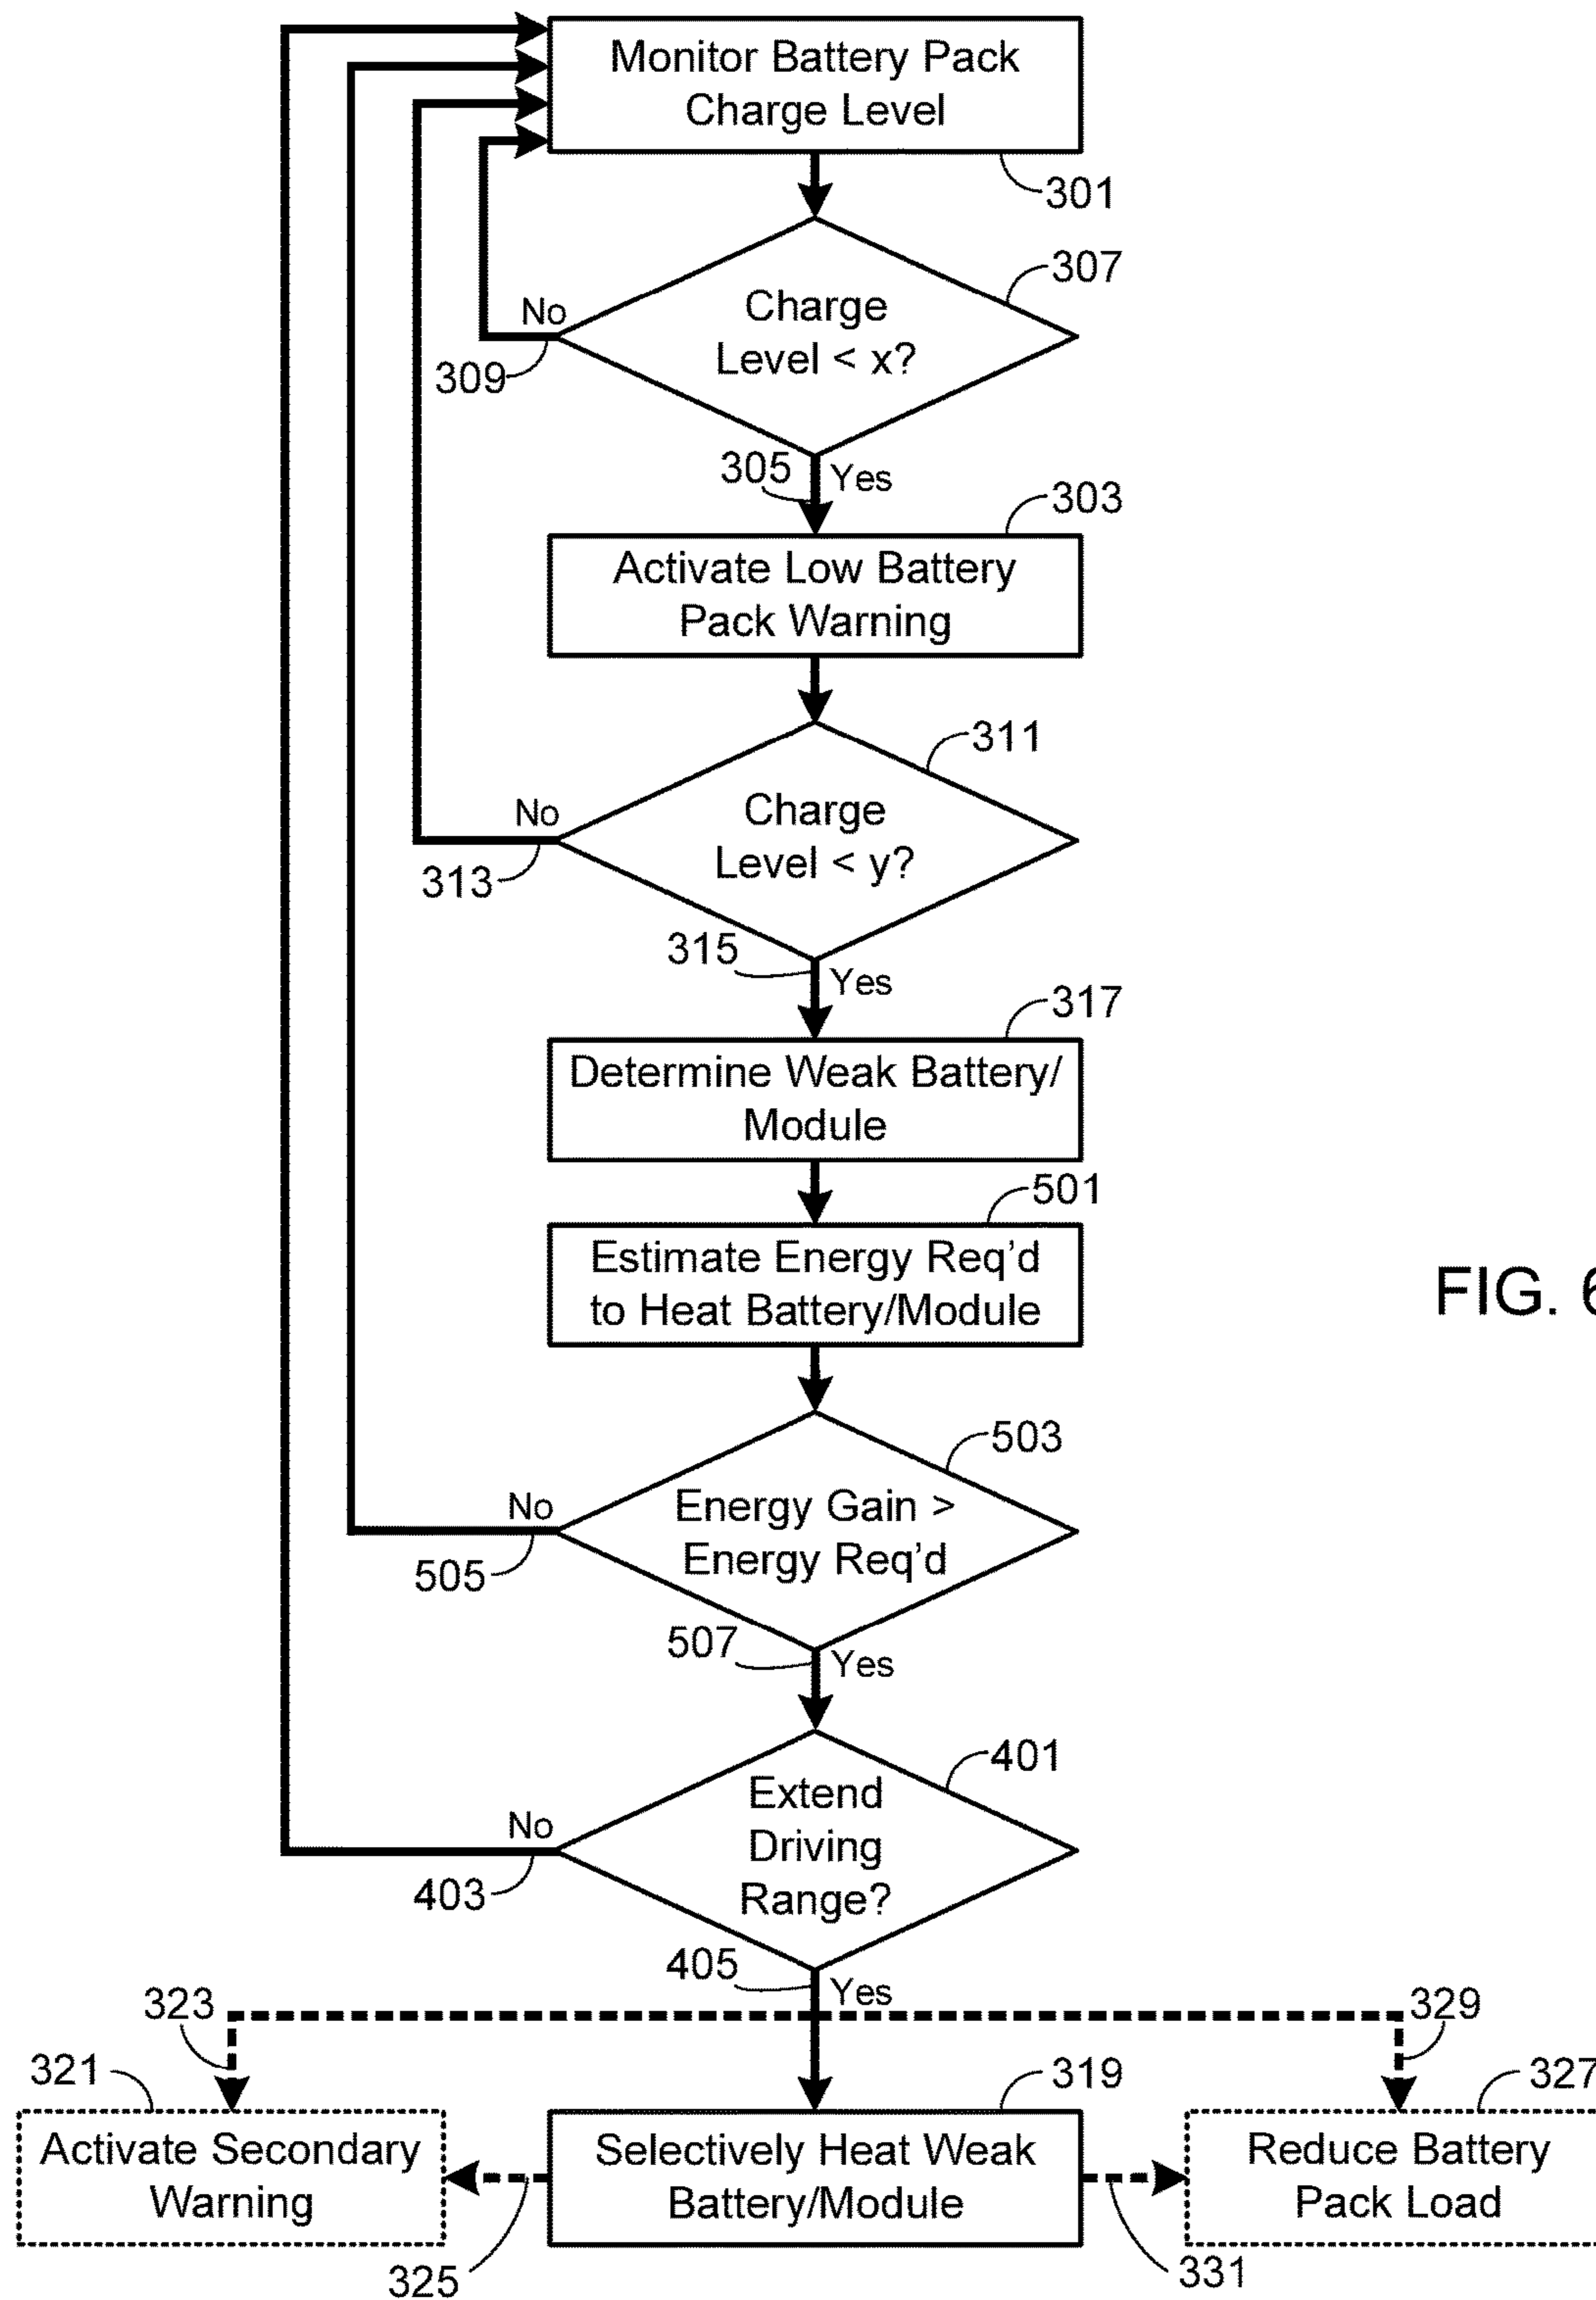 Monitor Battery Pack
Charge Level
301
307
Charge
Level < x?
No
309
305
Yes
303
Activate Low Battery
Pack Warning
311
Charge
Level < y?
No
313
315
Yes
317
Determine Weak Battery/
Module
501
Estimate Energy Req'd
to Heat Battery/Module
FIG. 6
503
Energy Gain >
Energy Req'd
No
505
507
Yes
401
Extend
Driving
Range?
No
403
405
Yes
323
329
321
319
327
Activate Secondary
Warning
Selectively Heat Weak
Battery/Module
Reduce Battery
Pack Load
325
331